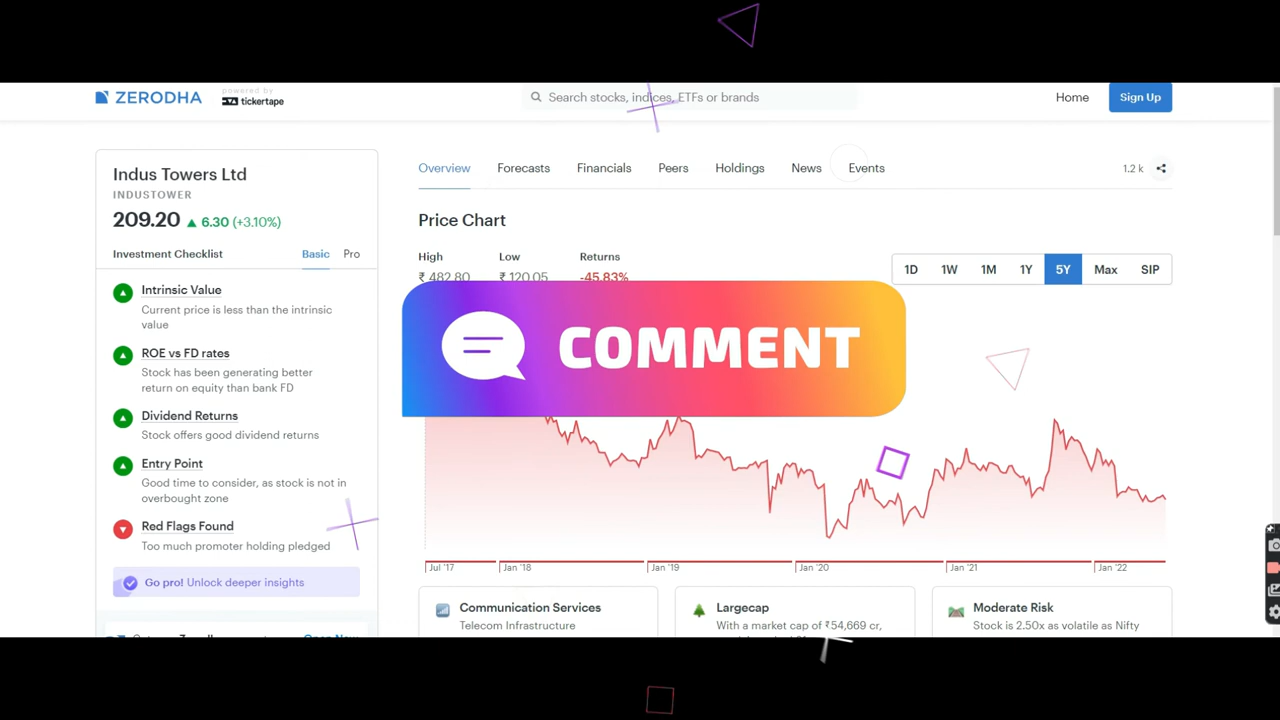 powered by
ZERODHA
tickertape
Search stocks, indices, ETFs or brands
Home
Sign Up
Indus Towers Ltd
INDUSTOWER
209.20 ▲ 6.30 (+3.10%)
Investment Checklist Basic Pro
Intrinsic Value
Current price is less than the intrinsic
value
ROE vs FD rates
Stock has been generating better
return on equity than bank FD
Dividend Returns
Stock offers good dividend returns
Entry Point
Good time to consider, as stock is not in
overbought zone
Red Flags Found
Too much promoter holding pledged
Go pro! Unlock deeper insights
Overview Forecasts Financials Peers Holdings News Events
1.2 k
Price Chart
High Low Returns
₹ 482.80 ₹ 120.05 -45.83%
1D 1W 1M 1Y 5Y Max SIP
COMMENT
Jul '17 Jan '18 Jan '19 Jan '20 Jan '21 Jan '22
Communication Services
Telecom Infrastructure
Largecap
With a market cap of ₹54,669 cr,
Moderate Risk
Stock is 2.50x as volatile as Nifty